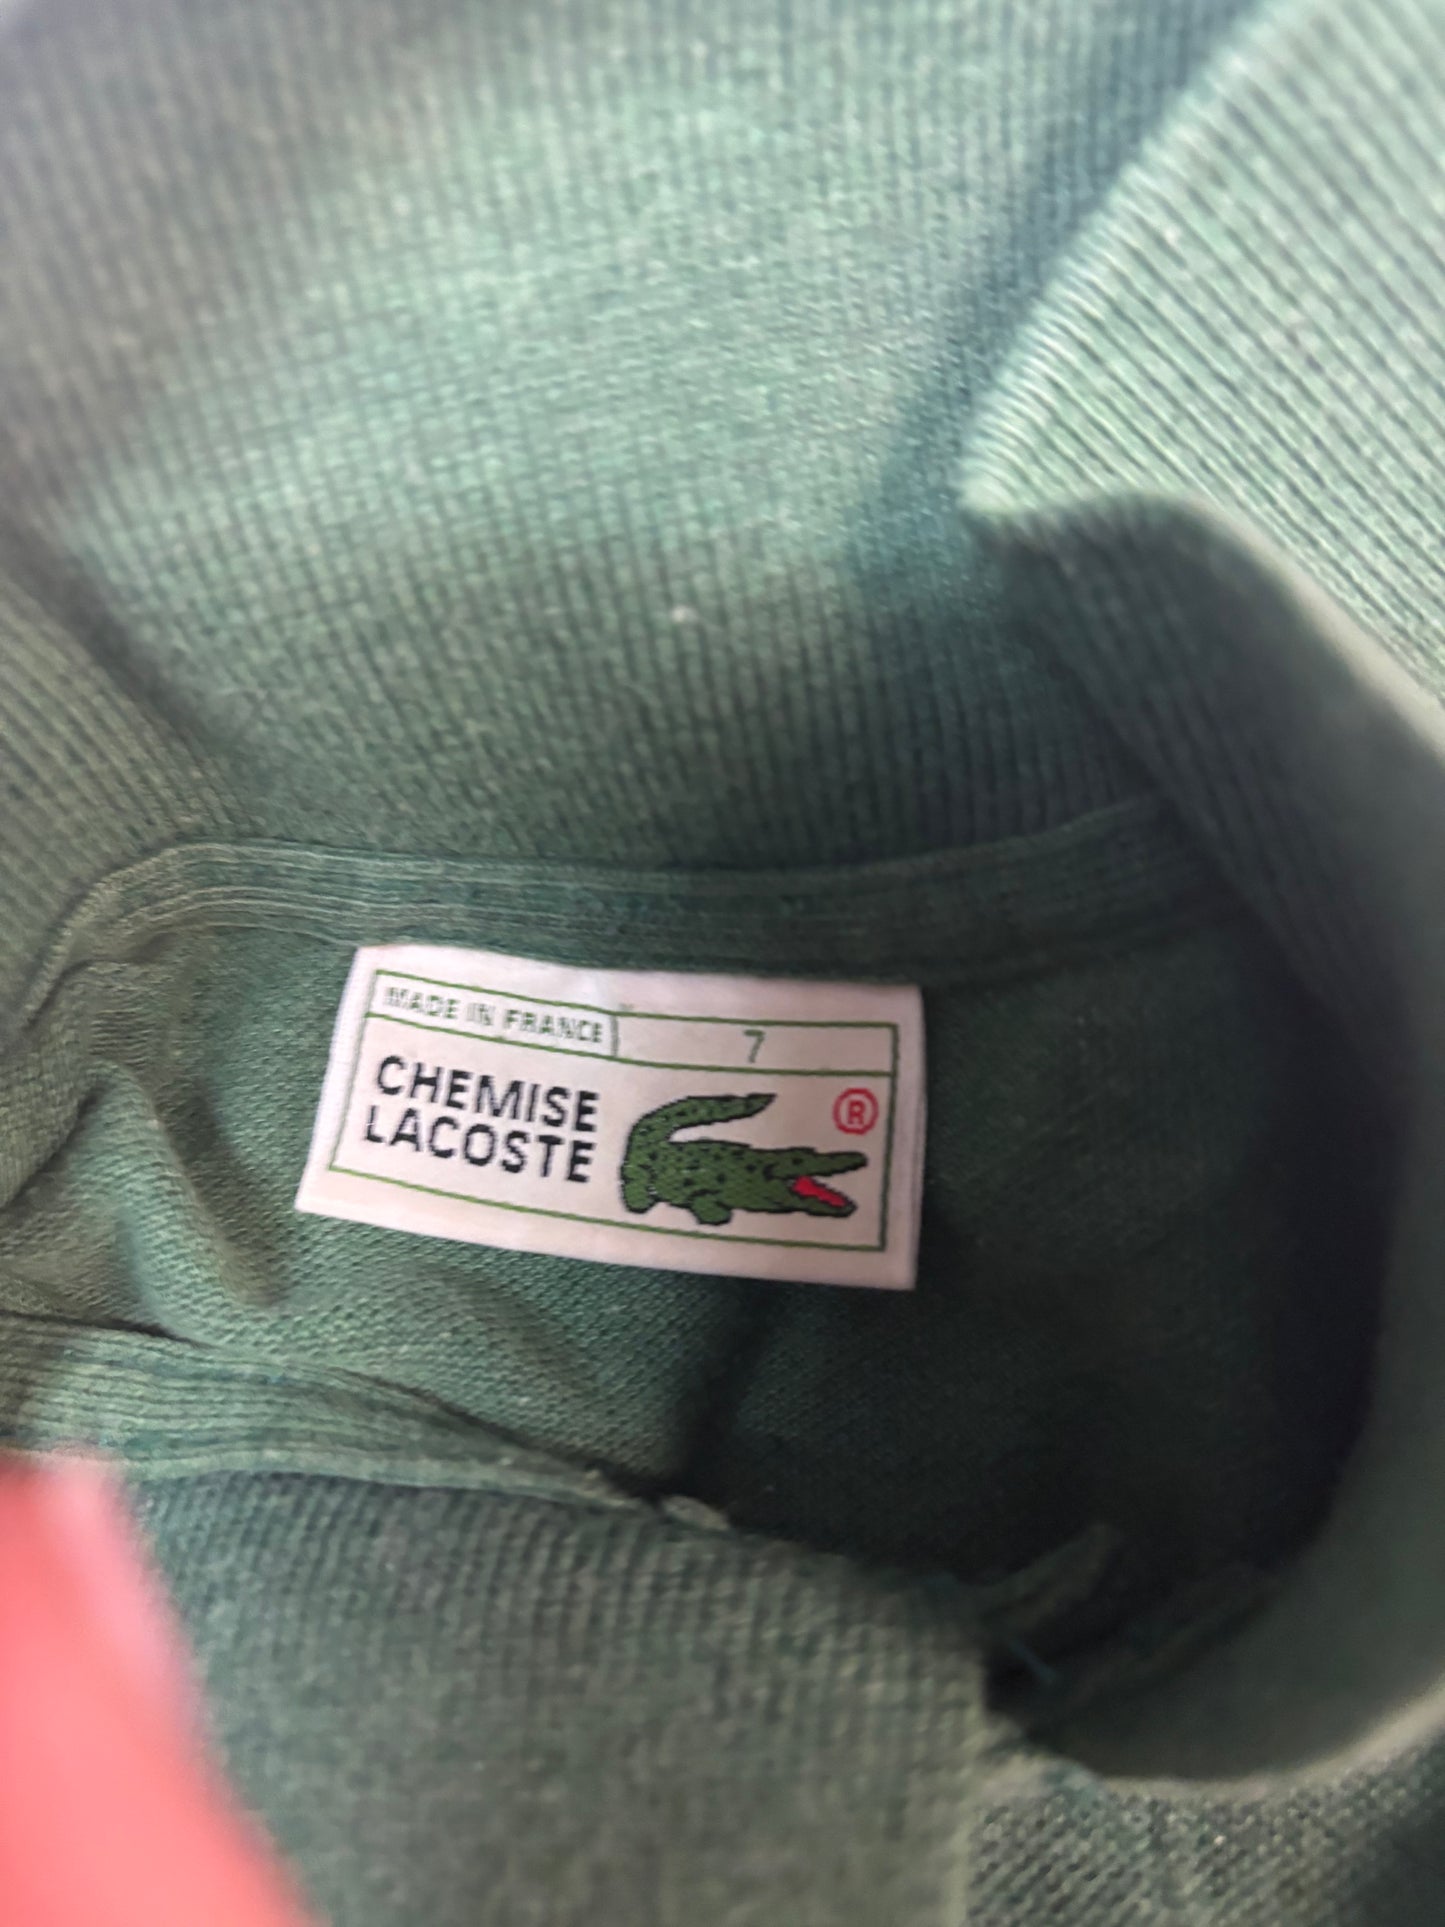 MADE IN FRANCE 7
CHEMISE
LACOSTE
®